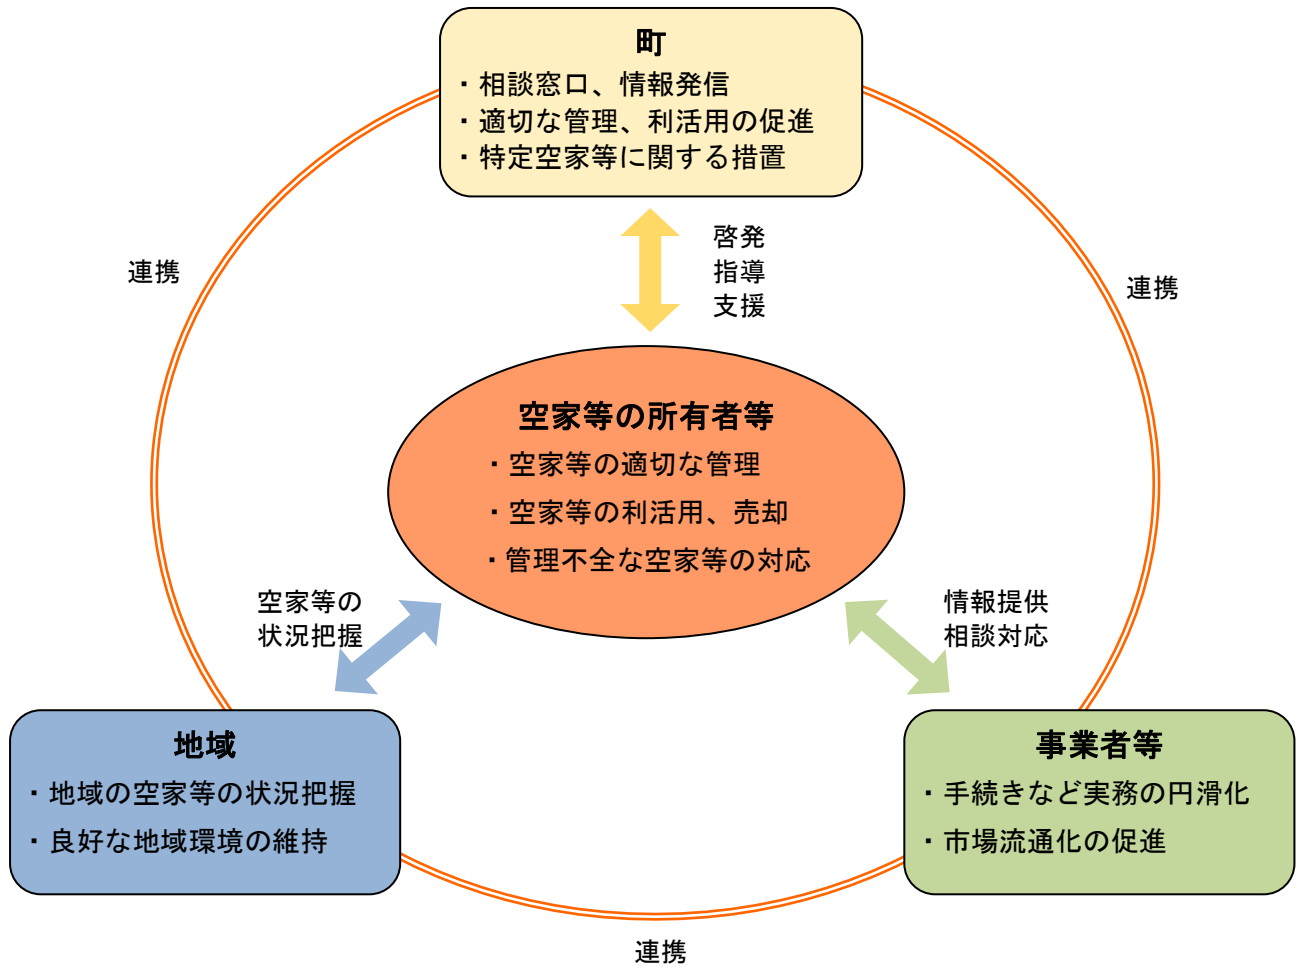 町
・相談窓口、情報発信
・適切な管理、利活用の促進
・特定空家等に関する措置
連携
啓発
指導
支援
連携
空家等の所有者等
・空家等の適切な管理
・空家等の利活用、売却
・管理不全な空家等の対応
空家等の
状況把握
情報提供
相談対応
地域
・地域の空家等の状況把握
・良好な地域環境の維持
事業者等
・手続きなど実務の円滑化
・市場流通化の促進
連携